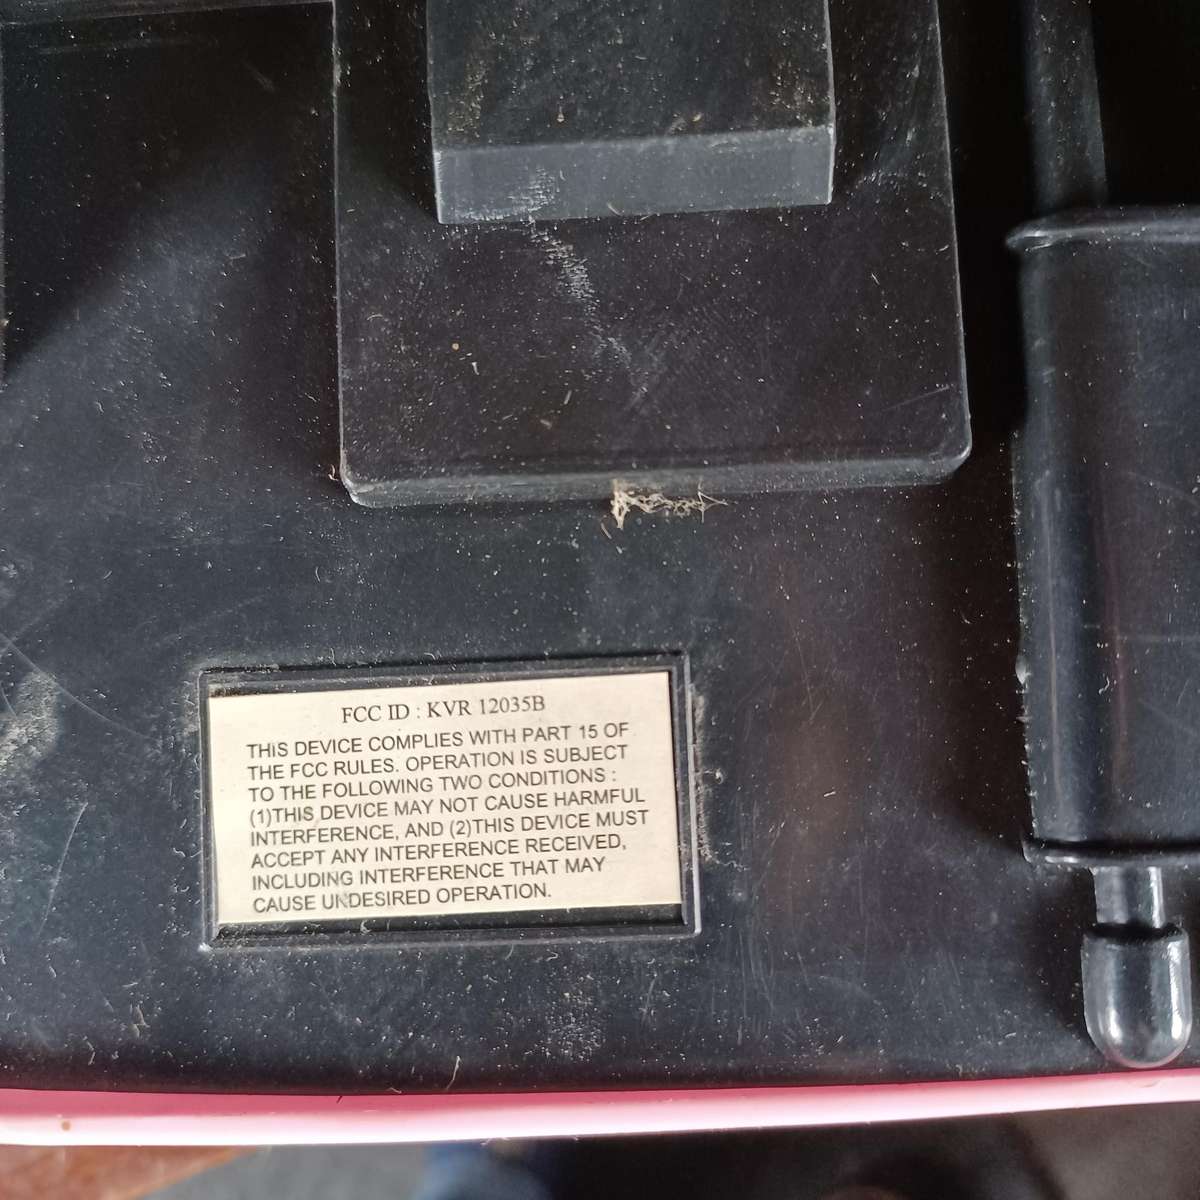 FCC ID : KVR 12035B
THIS DEVICE COMPLIES WITH PART 15 OF
THE FCC RULES. OPERATION IS SUBJECT
TO THE FOLLOWING TWO CONDITIONS :
(1)THIS DEVICE MAY NOT CAUSE HARMFUL
INTERFERENCE, AND (2)THIS DEVICE MUST
ACCEPT ANY INTERFERENCE RECEIVED,
INCLUDING INTERFERENCE THAT MAY
CAUSE UNDESIRED OPERATION.